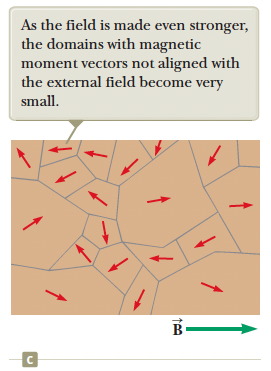 As the field is made even stronger,
the domains with magnetic
moment vectors not aligned with
the external field become very
small.
B
c